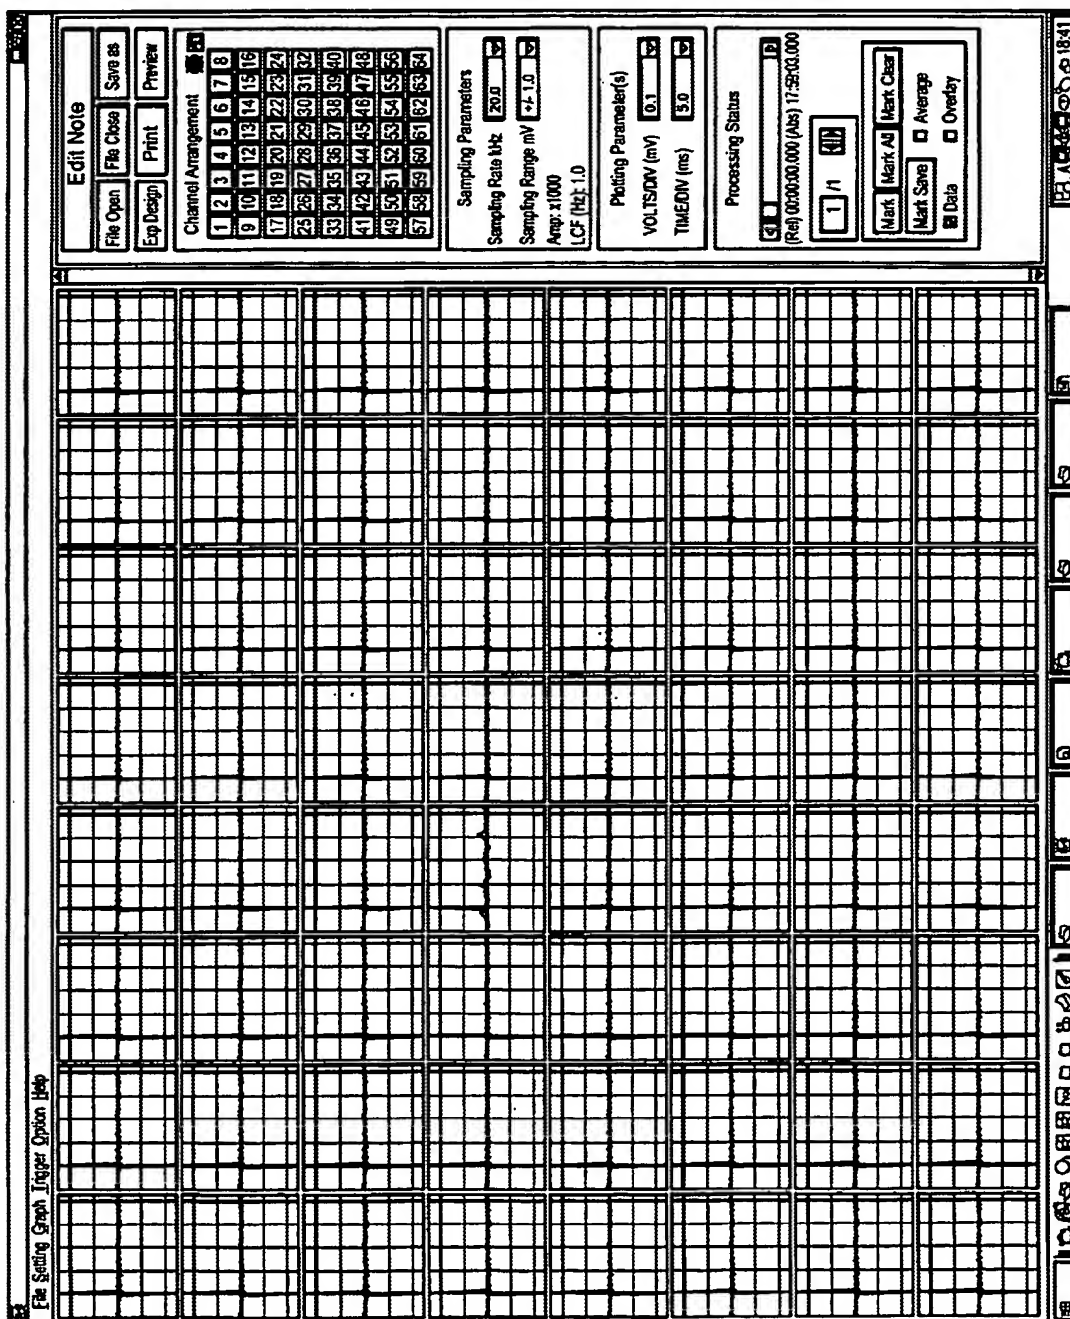 File Setting Graph Trigger Option Help
Edit Note
File Open File Close Save as
Exp Design Print Preview
Channel Arrangement
1 2 3 4 5 6 7 8
9 10 11 12 13 14 15 16
17 18 19 20 21 22 23 24
25 26 27 28 29 30 31 32
33 34 35 36 37 38 39 40
41 42 43 44 45 46 47 48
49 50 51 52 53 54 55 56
57 58 59 60 61 62 63 64
Sampling Parameters
Sampling Rate kHz 20.0
Sampling Range mV +/- 1.0
Amp: x1000
LCF (Hz): 1.0
Plotting Parameter(s)
VOLTS/DIV (mV) 0.1
TIME/DIV (ms) 5.0
Processing Status
(Rel) 00:00:00.000 (Abs) 17:59:03.000
1 /1
Mark Mark All Mark Clear
Mark Save Average
Data Overlay
18:41